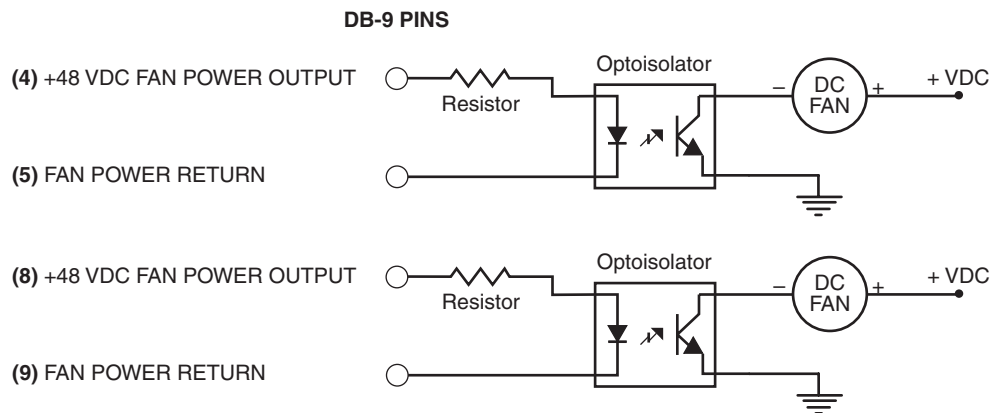 DB-9 PINS
(4) +48 VDC FAN POWER OUTPUT
Resistor
Optoisolator
–
DC
FAN
+
+ VDC
(5) FAN POWER RETURN
(8) +48 VDC FAN POWER OUTPUT
Resistor
Optoisolator
–
DC
FAN
+
+ VDC
(9) FAN POWER RETURN